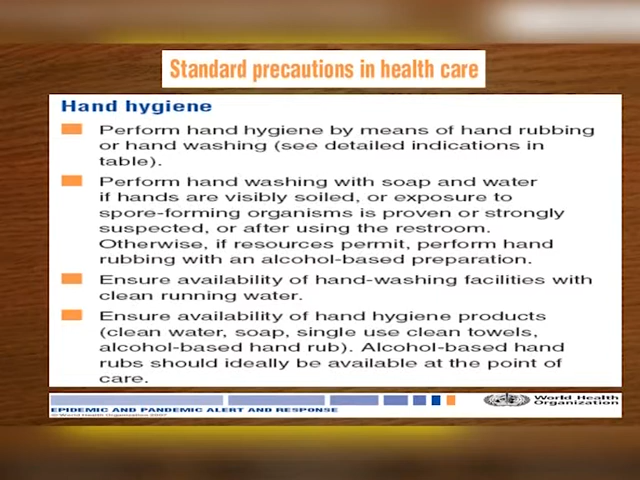 Standard precautions in health care
Hand hygiene
Perform hand hygiene by means of hand rubbing
or hand washing (see detailed indications in
table).
Perform hand washing with soap and water
if hands are visibly soiled, or exposure to
spore-forming organisms is proven or strongly
suspected, or after using the restroom.
Otherwise, if resources permit, perform hand
rubbing with an alcohol-based preparation.
Ensure availability of hand-washing facilities with
clean running water.
Ensure availability of hand hygiene products
(clean water, soap, single use clean towels,
alcohol-based hand rub). Alcohol-based hand
rubs should ideally be available at the point of
care.
World Health
Organization
EPIDEMIC AND PANDEMIC ALERT AND RESPONSE
© World Health Organization 2007